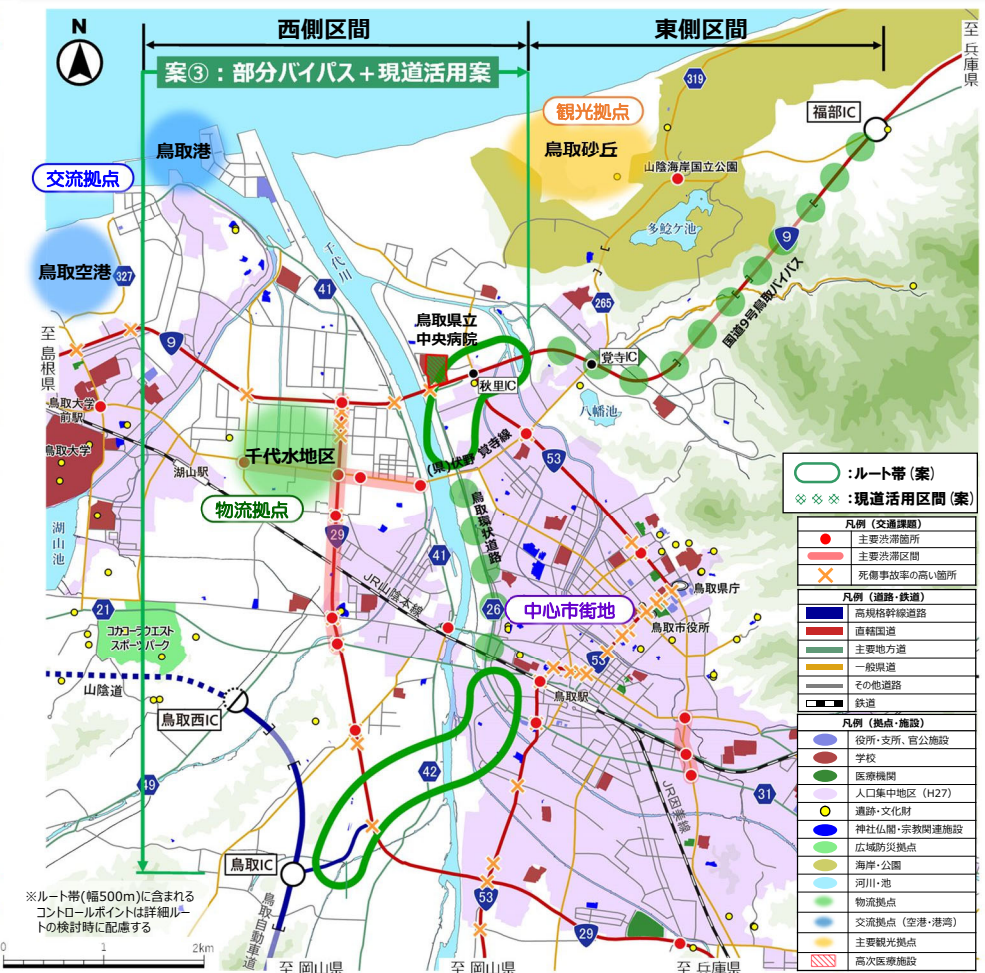 N
西側区間
東側区間
至 兵庫県
案③：部分バイパス＋現道活用案
319
福部IC
観光拠点
鳥取砂丘
鳥取港
交流拠点
山陰海岸国立公園
多鯰ケ池
千代川
9
鳥取空港
327
41
265
国道9号鳥取バイパス
鳥取県立
中央病院
至 島根県
9
覚寺IC
秋里IC
八幡池
鳥取大学
前駅
鳥取大学
千代水地区
(県)伏野覚寺線
53
湖山駅
物流拠点
鳥取環状道路
湖山池
29
41
JR山陰本線
鳥取県庁
21
26
中心市街地
鳥取市役所
コカコーラウエスト
スポーツパーク
53
山陰道
鳥取駅
鳥取西IC
42
49
31
JR因美線
鳥取IC
53
29
鳥取自動車道
※ルート帯(幅500m)に含まれる
コントロールポイントは詳細ルー
トの検討時に配慮する
0 1 2km
至 岡山県
至 岡山県
至 兵庫県
：ルート帯(案)
：現道活用区間(案)
凡例（交通課題）
主要渋滞箇所
主要渋滞区間
死傷事故率の高い箇所
凡例（道路・鉄道）
高規格幹線道路
直轄国道
主要地方道
一般県道
その他道路
鉄道
凡例（拠点・施設）
役所・支所、官公施設
学校
医療機関
人口集中地区（H27）
遺跡・文化財
神社仏閣・宗教関連施設
広域防災拠点
海岸・公園
河川・池
物流拠点
交流拠点（空港・港湾）
主要観光拠点
高次医療施設